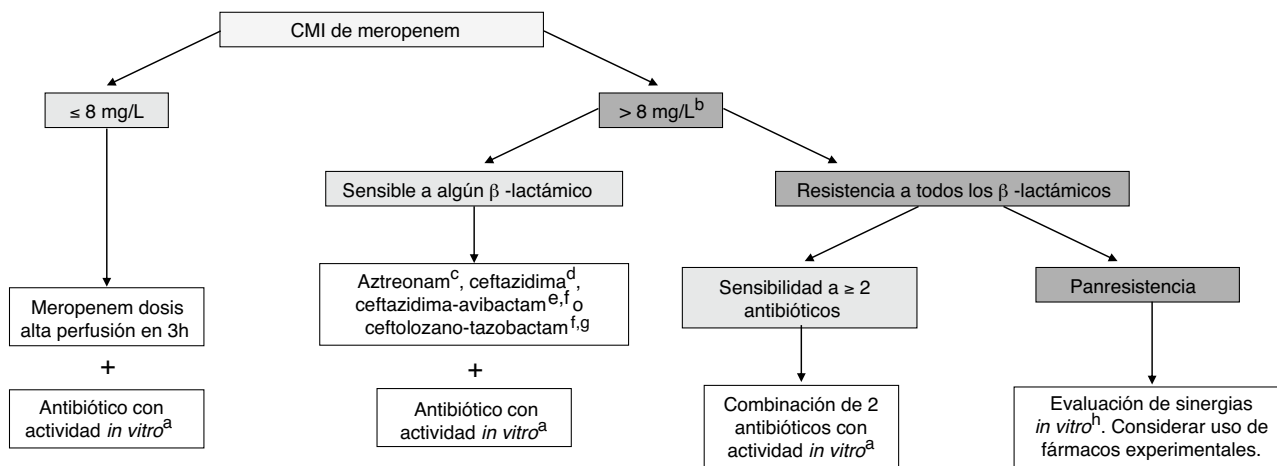 CMI de meropenem
≤ 8 mg/L
> 8 mg/L^b
Sensible a algún β -lactámico
Resistencia a todos los β -lactámicos
Meropenem dosis
alta perfusión en 3h
+
Antibiótico con
actividad in vitro^a
Aztreonam^c, ceftazidima^d,
ceftazidima-avibactam^e,f o
ceftolozano-tazobactam^f,g
+
Antibiótico con
actividad in vitro^a
Sensibilidad a ≥ 2
antibióticos
Combinación de 2
antibióticos con
actividad in vitro^a
Panresistencia
Evaluación de sinergias
in vitro^h. Considerar uso de
fármacos experimentales.